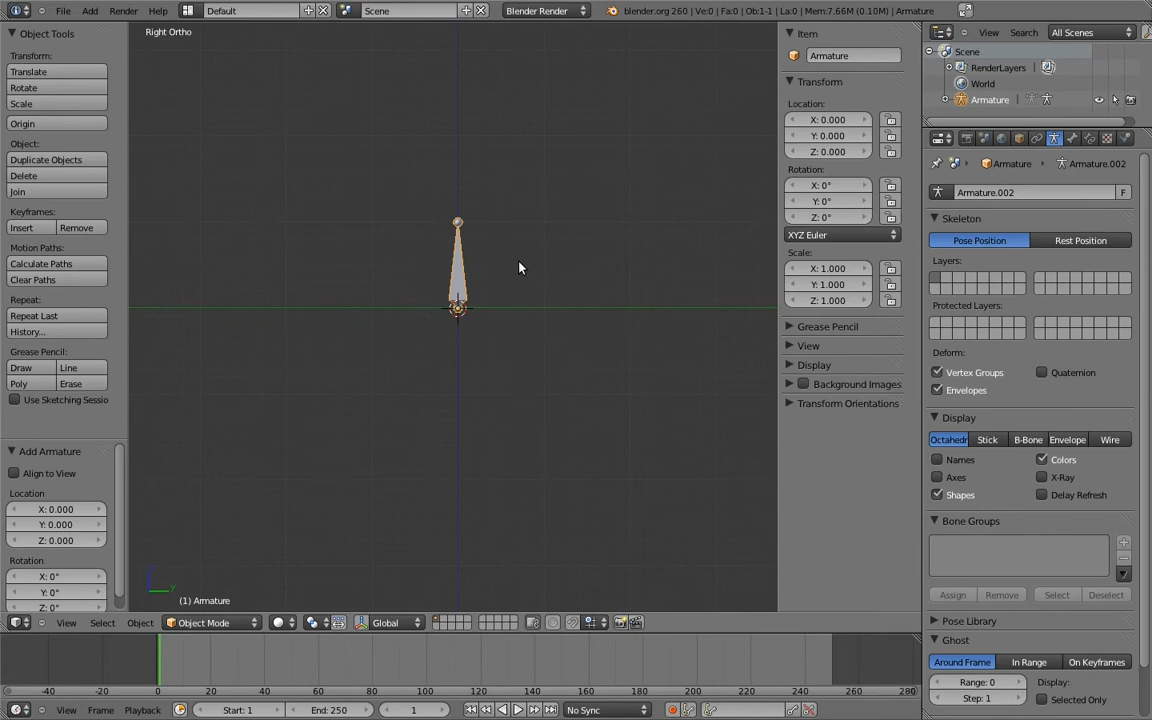 File Add Render Help Default Scene Blender Render blender.org 260 | Ve:0 | Fa:0 | Ob:1-1 | La:0 | Mem:7.66M (0.10M) | Armature
Object Tools
Transform:
Translate
Rotate
Scale
Origin
Object:
Duplicate Objects
Delete
Join
Keyframes:
Insert Remove
Motion Paths:
Calculate Paths
Clear Paths
Repeat:
Repeat Last
History...
Grease Pencil:
Draw Line
Poly Erase
Use Sketching Sessio
Add Armature
Align to View
Location
X: 0.000
Y: 0.000
Z: 0.000
Rotation
X: 0°
Y: 0°
Z: 0°
Right Ortho
y
(1) Armature
Item
Armature
Transform
Location:
X: 0.000
Y: 0.000
Z: 0.000
Rotation:
X: 0°
Y: 0°
Z: 0°
XYZ Euler
Scale:
X: 1.000
Y: 1.000
Z: 1.000
Grease Pencil
View
Display
Background Images
Transform Orientations
View Search All Scenes
Scene
RenderLayers |
World
Armature |
Armature Armature.002
Armature.002 F
Skeleton
Pose Position Rest Position
Layers:
Protected Layers:
Deform:
Vertex Groups Quaternion
Envelopes
Display
Octahedr Stick B-Bone Envelope Wire
Names Colors
Axes X-Ray
Shapes Delay Refresh
Bone Groups
Assign Remove Select Deselect
Pose Library
Ghost
Around Frame In Range On Keyframes
Range: 0 Display:
Step: 1 Selected Only
View Select Object Object Mode Global
-40 -20 0 20 40 60 80 100 120 140 160 180 200 220 240 260 280
View Frame Playback Start: 1 End: 250 1 No Sync